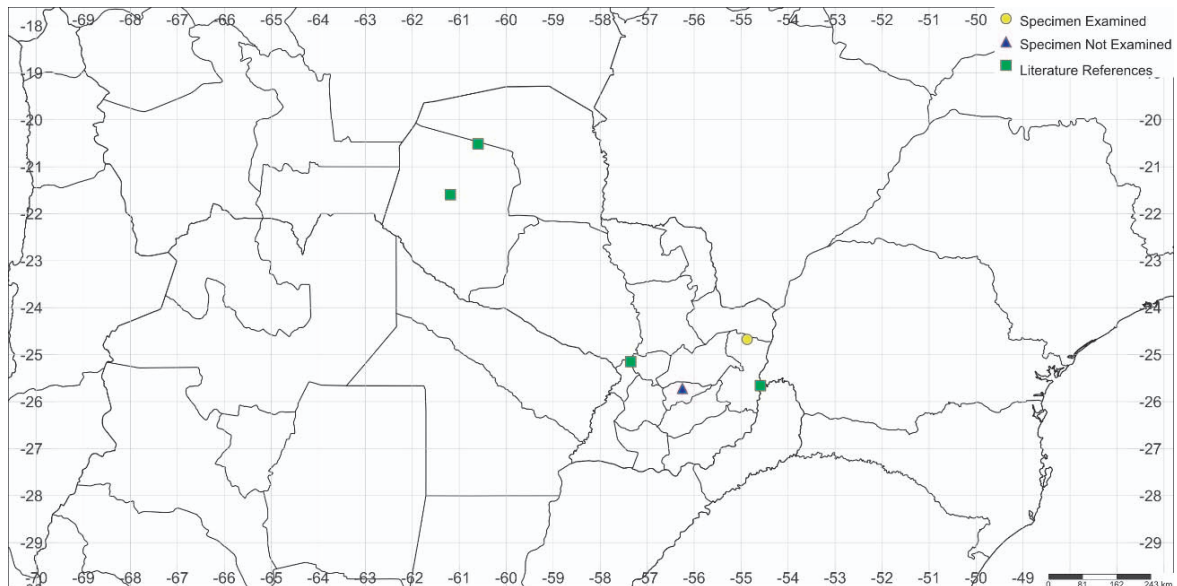 -69 -68 -67 -66 -65 -64 -63 -62 -61 -60 -59 -58 -57 -56 -55 -54 -53 -52 -51 -50
Specimen Examined
Specimen Not Examined
Literature References
-18
-19 -19
-20 -20
-21 -21
-22 -22
-23 -23
-24 -24
-25 -25
-26 -26
-27 -27
-28 -28
-29 -29
-70 -69 -68 -67 -66 -65 -64 -63 -62 -61 -60 -59 -58 -57 -56 -55 -54 -53 -52 -51 -50 -49
0 81 162 243 km